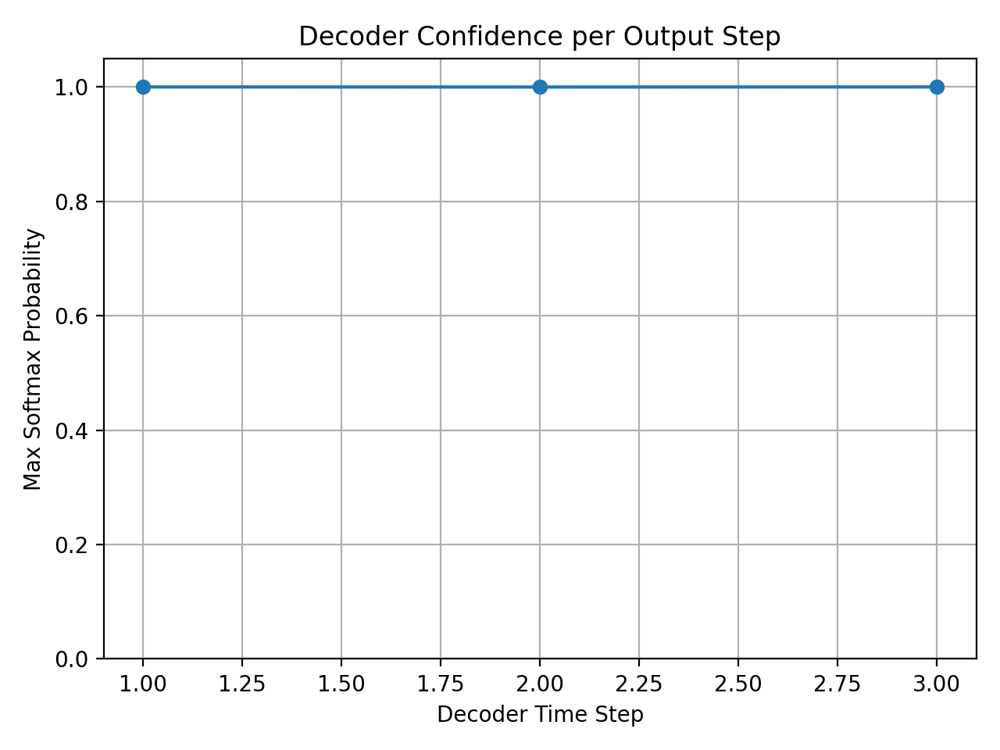 Decoder Confidence per Output Step
1.0
0.8
0.6
0.4
0.2
0.0
Max Softmax Probability
1.00 1.25 1.50 1.75 2.00 2.25 2.50 2.75 3.00
Decoder Time Step